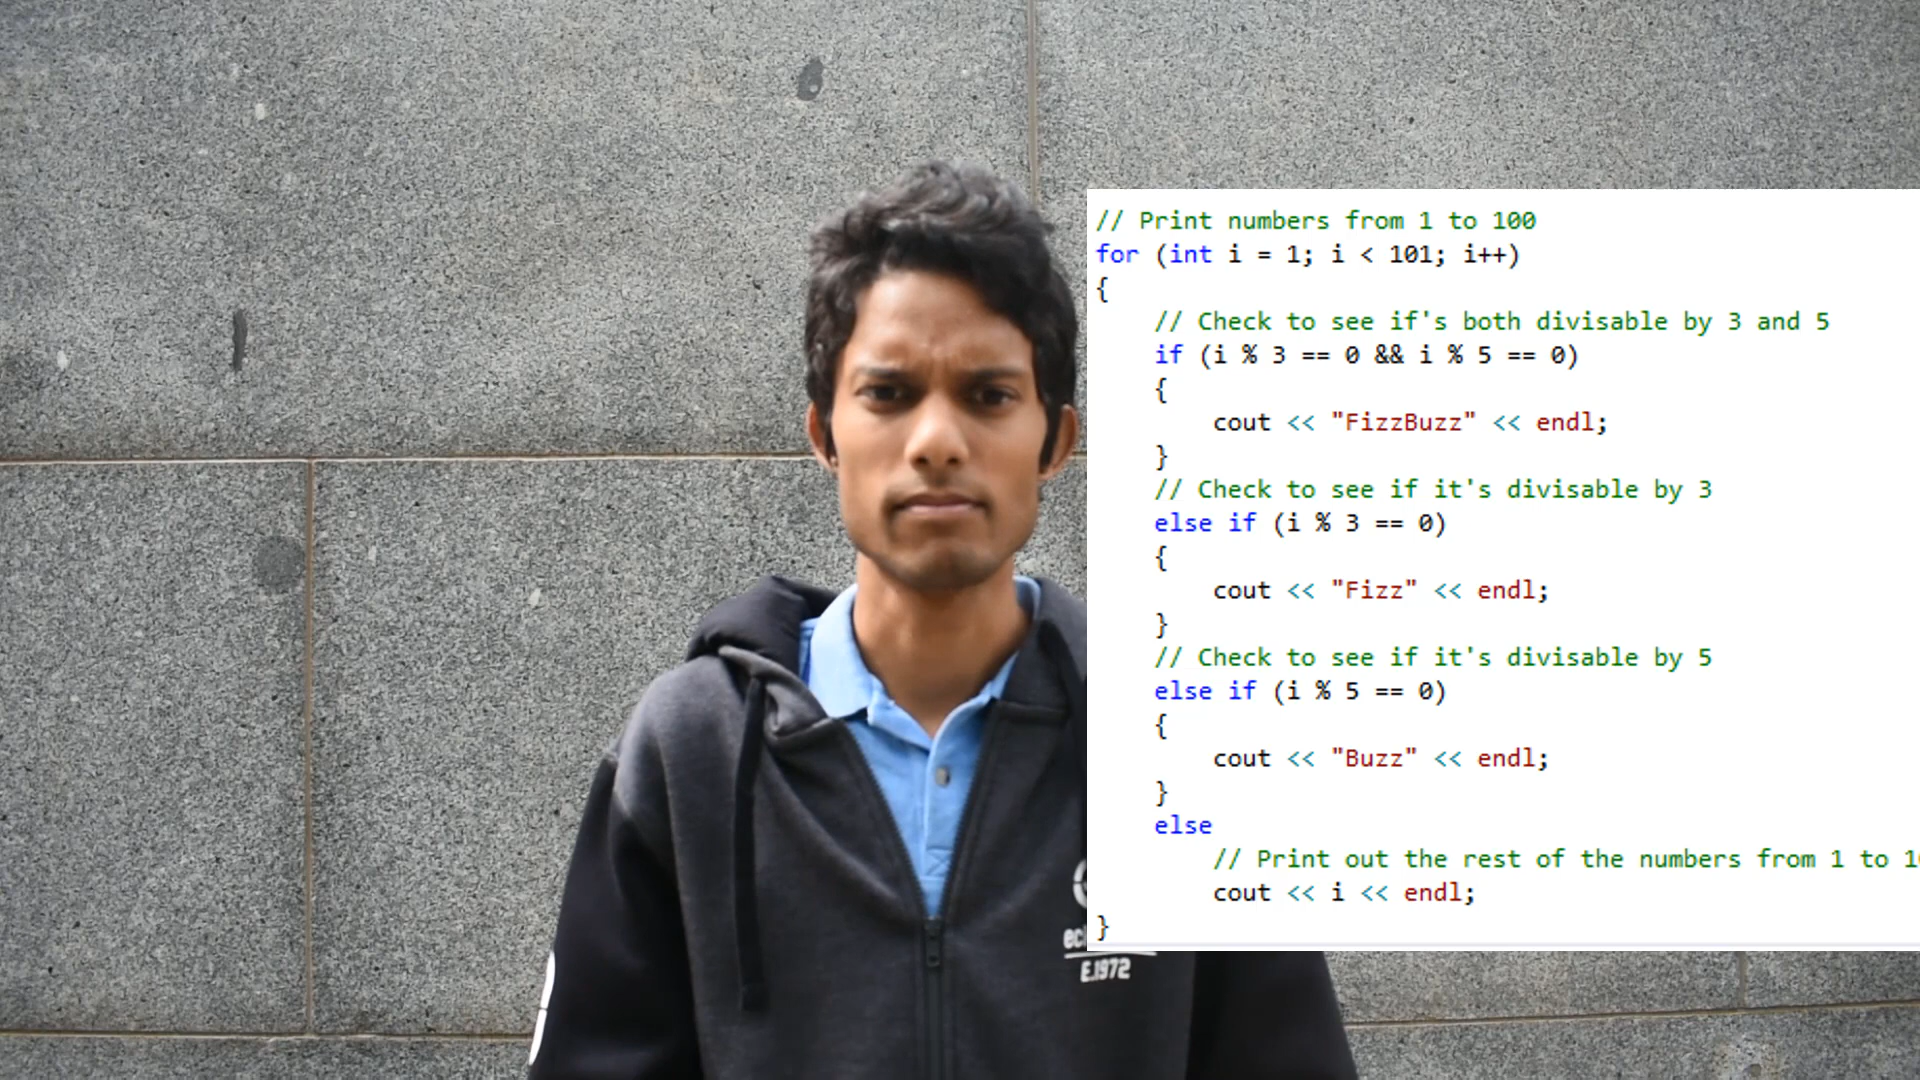 // Print numbers from 1 to 100
for (int i = 1; i < 101; i++)
{
    // Check to see if's both divisable by 3 and 5
    if (i % 3 == 0 && i % 5 == 0)
    {
        cout << "FizzBuzz" << endl;
    }
    // Check to see if it's divisable by 3
    else if (i % 3 == 0)
    {
        cout << "Fizz" << endl;
    }
    // Check to see if it's divisable by 5
    else if (i % 5 == 0)
    {
        cout << "Buzz" << endl;
    }
    else
        // Print out the rest of the numbers from 1 to
        cout << i << endl;
}
E.1972